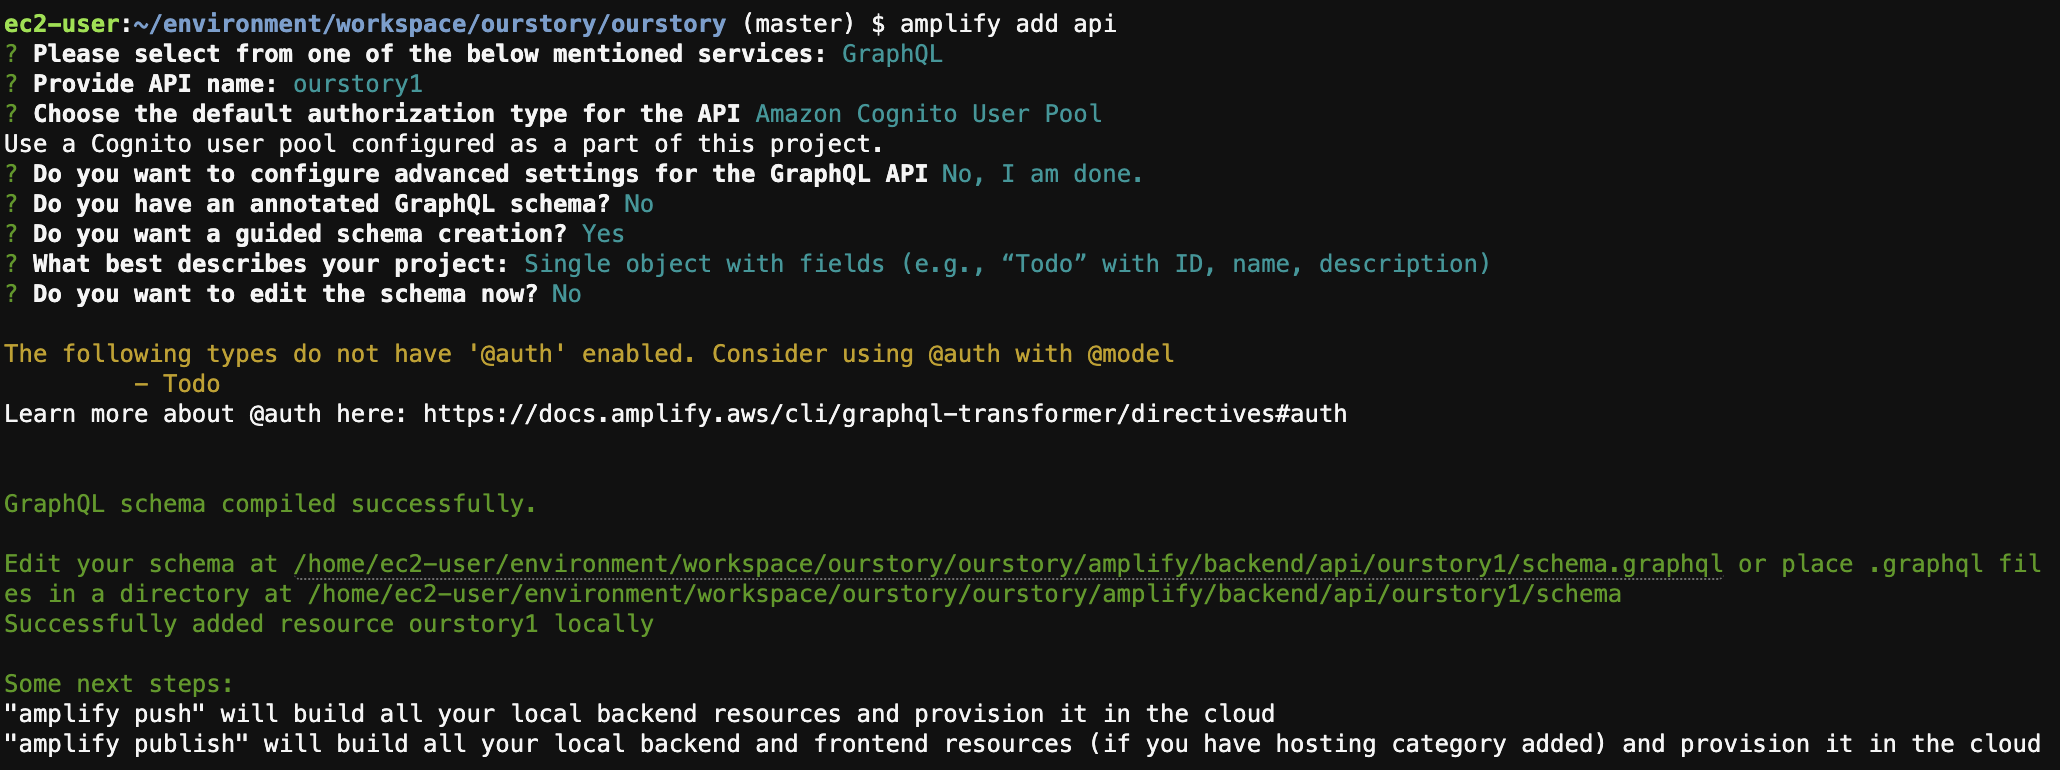 ec2-user:~/environment/workspace/ourstory/ourstory (master) $ amplify add api
? Please select from one of the below mentioned services: GraphQL
? Provide API name: ourstory1
? Choose the default authorization type for the API Amazon Cognito User Pool
Use a Cognito user pool configured as a part of this project.
? Do you want to configure advanced settings for the GraphQL API No, I am done.
? Do you have an annotated GraphQL schema? No
? Do you want a guided schema creation? Yes
? What best describes your project: Single object with fields (e.g., “Todo” with ID, name, description)
? Do you want to edit the schema now? No
The following types do not have '@auth' enabled. Consider using @auth with @model
- Todo
Learn more about @auth here: https://docs.amplify.aws/cli/graphql-transformer/directives#auth
GraphQL schema compiled successfully.
Edit your schema at /home/ec2-user/environment/workspace/ourstory/ourstory/amplify/backend/api/ourstory1/schema.graphql or place .graphql fil
es in a directory at /home/ec2-user/environment/workspace/ourstory/ourstory/amplify/backend/api/ourstory1/schema
Successfully added resource ourstory1 locally
Some next steps:
"amplify push" will build all your local backend resources and provision it in the cloud
"amplify publish" will build all your local backend and frontend resources (if you have hosting category added) and provision it in the cloud